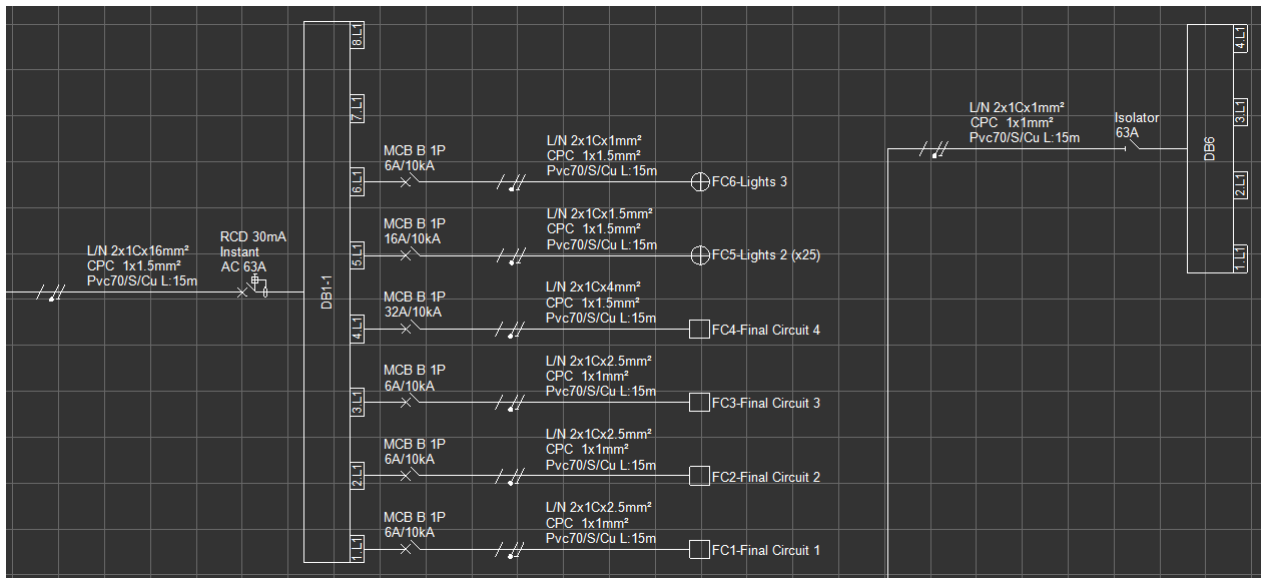 8.L1
7.L1
MCB B 1P
6A/10kA
L/N 2x1Cx1mm²
CPC 1x1.5mm²
Pvc70/S/Cu L:15m
6.L1
FC6-Lights 3
MCB B 1P
16A/10kA
L/N 2x1Cx1.5mm²
CPC 1x1.5mm²
Pvc70/S/Cu L:15m
5.L1
FC5-Lights 2 (x25)
L/N 2x1Cx16mm²
CPC 1x1.5mm²
Pvc70/S/Cu L:15m
RCD 30mA
Instant
AC 63A
DB1-1
MCB B 1P
32A/10kA
L/N 2x1Cx4mm²
CPC 1x1.5mm²
Pvc70/S/Cu L:15m
4.L1
FC4-Final Circuit 4
MCB B 1P
6A/10kA
L/N 2x1Cx2.5mm²
CPC 1x1mm²
Pvc70/S/Cu L:15m
3.L1
FC3-Final Circuit 3
MCB B 1P
6A/10kA
L/N 2x1Cx2.5mm²
CPC 1x1mm²
Pvc70/S/Cu L:15m
2.L1
FC2-Final Circuit 2
MCB B 1P
6A/10kA
L/N 2x1Cx2.5mm²
CPC 1x1mm²
Pvc70/S/Cu L:15m
1.L1
FC1-Final Circuit 1
L/N 2x1Cx1mm²
CPC 1x1mm²
Pvc70/S/Cu L:15m
Isolator
63A
DB6
4.L1
3.L1
2.L1
1.L1